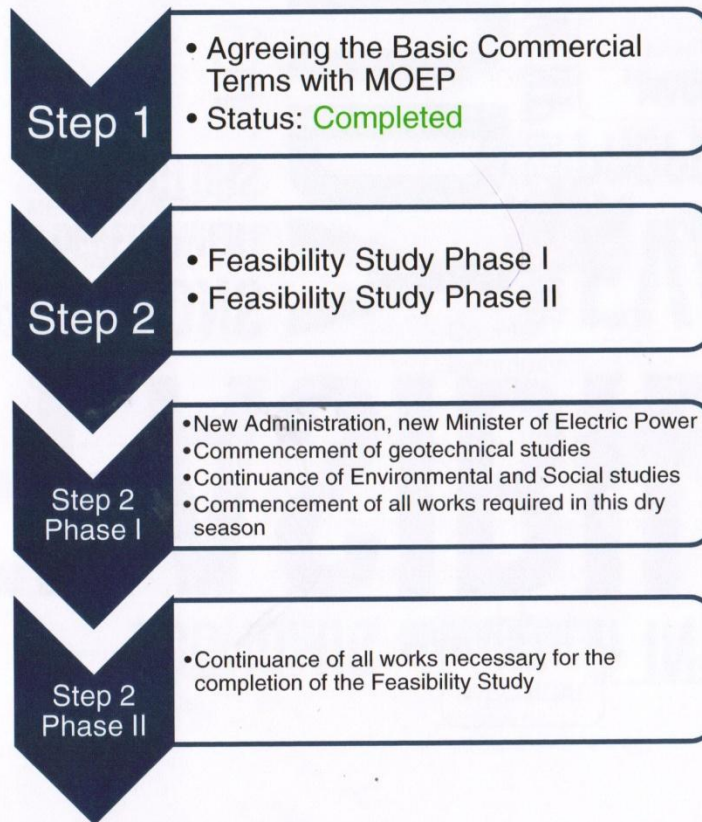 Step 1
• Agreeing the Basic Commercial
Terms with MOEP
• Status: Completed
Step 2
• Feasibility Study Phase I
• Feasibility Study Phase II
Step 2
Phase I
•New Administration, new Minister of Electric Power
•Commencement of geotechnical studies
•Continuance of Environmental and Social studies
•Commencement of all works required in this dry
season
Step 2
Phase II
•Continuance of all works necessary for the
completion of the Feasibility Study